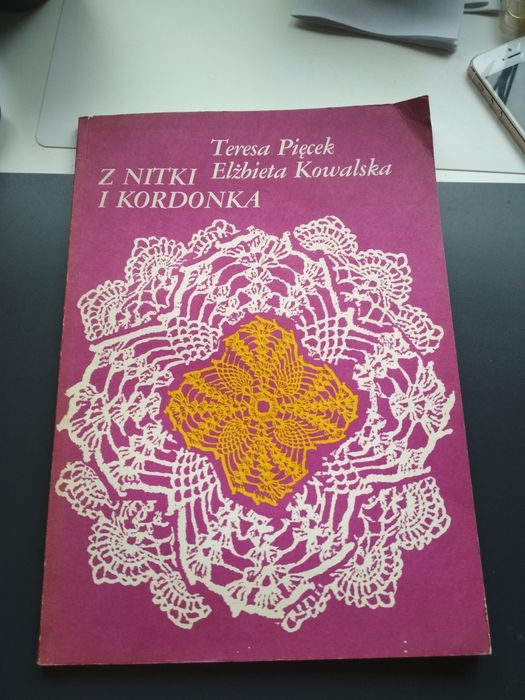 Teresa Pięcek
Elżbieta Kowalska
Z NITKI
I KORDONKA